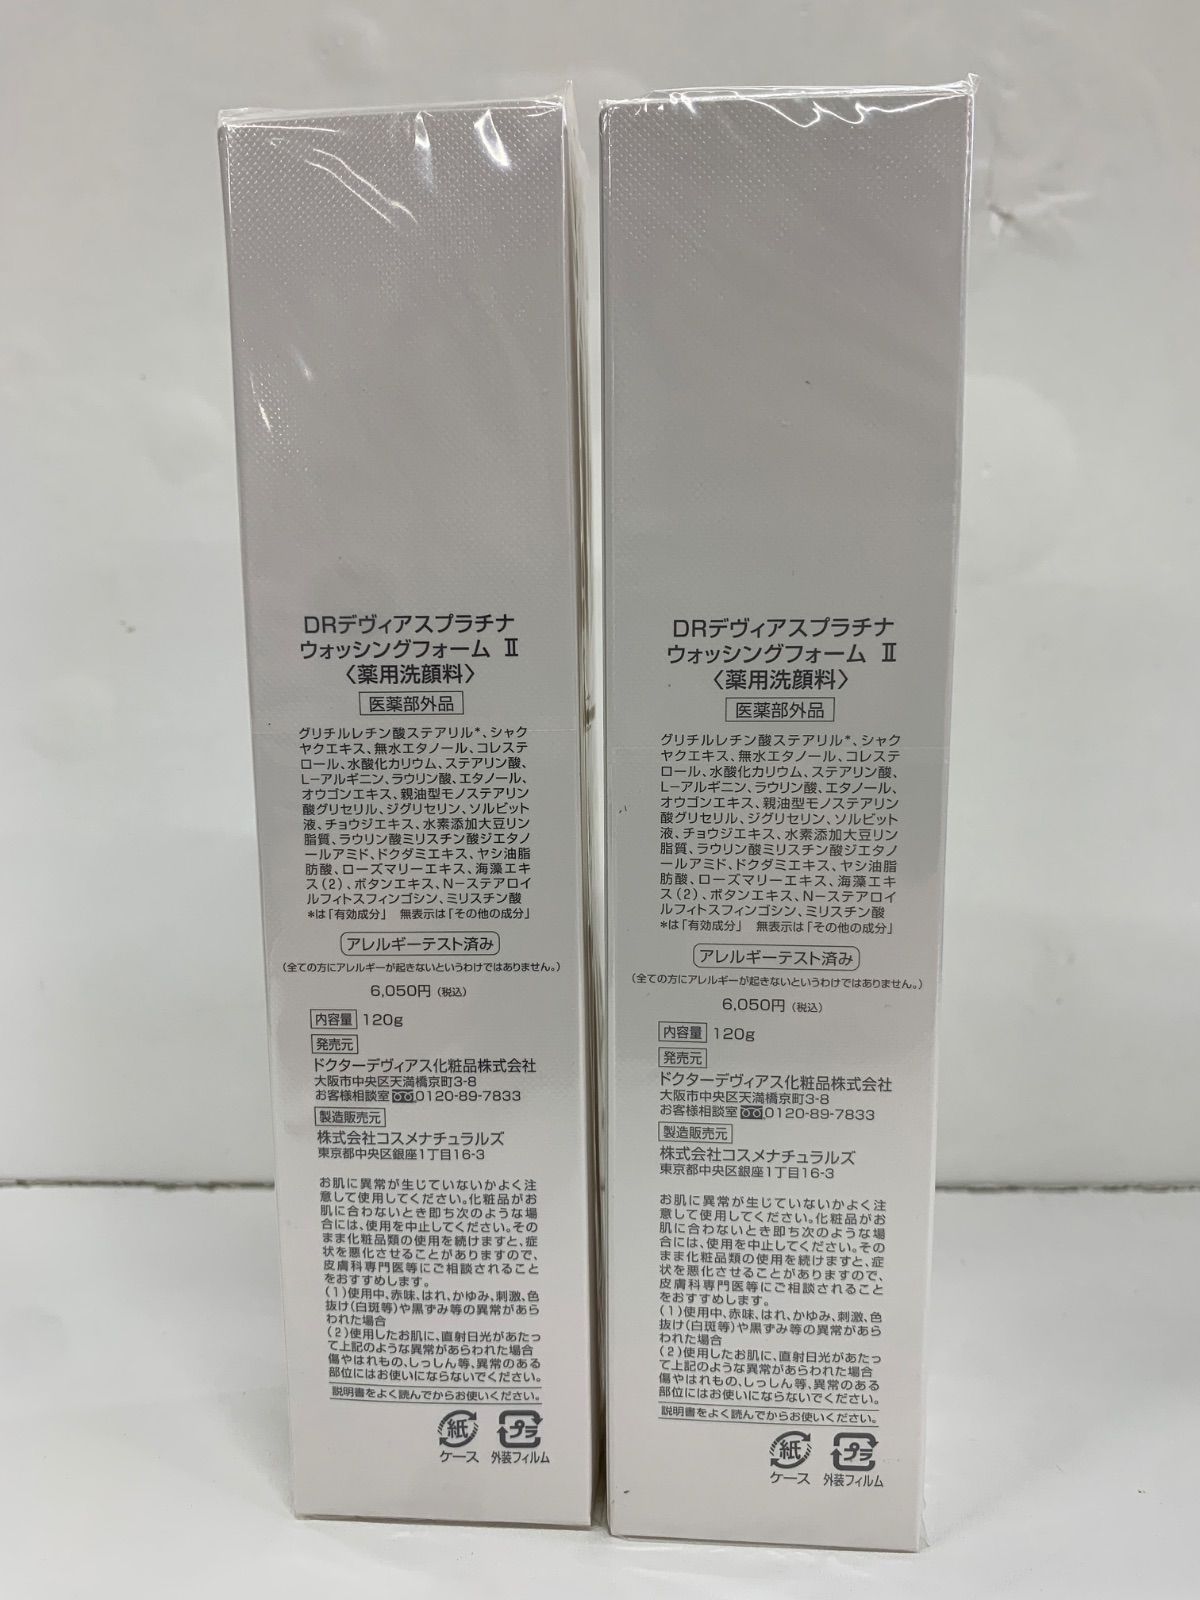 DRデヴィアスプラチナ
ウォッシングフォーム Ⅱ
〈薬用洗顔料〉
医薬部外品
グリチルレチン酸ステアリル*、シャク
ヤクエキス、無水エタノール、コレステ
ロール、水酸化カリウム、ステアリン酸、
L-アルギニン、ラウリン酸、エタノール、
オウゴンエキス、親油型モノステアリン
酸グリセリル、ジグリセリン、ソルビット
液、チョウジエキス、水素添加大豆リン
脂質、ラウリン酸ミリスチン酸ジエタノ
ールアミド、ドクダミエキス、ヤシ油脂
肪酸、ローズマリーエキス、海藻エキ
ス(2)、ボタンエキス、N-ステアロイ
ルフィトスフィンゴシン、ミリスチン酸
*は「有効成分」 無表示は「その他の成分」
アレルギーテスト済み
(全ての方にアレルギーが起きないというわけではありません。)
6,050円(税込)
内容量 120g
発売元
ドクターデヴィアス化粧品株式会社
大阪市中央区天満橋京町3-8
お客様相談室 0120-89-7833
製造販売元
株式会社コスメナチュラルズ
東京都中央区銀座1丁目16-3
お肌に異常が生じていないかよく注
意して使用してください。化粧品がお
肌に合わないとき即ち次のような場
合には、使用を中止してください。その
まま化粧品類の使用を続けますと、症
状を悪化させることがありますので、
皮膚科専門医等にご相談されること
をおすすめします。
(1)使用中、赤味、はれ、かゆみ、刺激、色
抜け(白斑等)や黒ずみ等の異常があら
われた場合
(2)使用したお肌に、直射日光があたっ
て上記のような異常があらわれた場合
傷やはれもの、しっしん等、異常のある
部位にはお使いにならないでください。
説明書をよく読んでからお使いください。
紙 プラ
ケース 外装フィルム
DRデヴィアスプラチナ
ウォッシングフォーム Ⅱ
〈薬用洗顔料〉
医薬部外品
グリチルレチン酸ステアリル*、シャク
ヤクエキス、無水エタノール、コレステ
ロール、水酸化カリウム、ステアリン酸、
L-アルギニン、ラウリン酸、エタノール、
オウゴンエキス、親油型モノステアリン
酸グリセリル、ジグリセリン、ソルビット
液、チョウジエキス、水素添加大豆リン
脂質、ラウリン酸ミリスチン酸ジエタノ
ールアミド、ドクダミエキス、ヤシ油脂
肪酸、ローズマリーエキス、海藻エキ
ス(2)、ボタンエキス、N-ステアロイ
ルフィトスフィンゴシン、ミリスチン酸
*は「有効成分」 無表示は「その他の成分」
アレルギーテスト済み
(全ての方にアレルギーが起きないというわけではありません。)
6,050円(税込)
内容量 120g
発売元
ドクターデヴィアス化粧品株式会社
大阪市中央区天満橋京町3-8
お客様相談室 0120-89-7833
製造販売元
株式会社コスメナチュラルズ
東京都中央区銀座1丁目16-3
お肌に異常が生じていないかよく注
意して使用してください。化粧品がお
肌に合わないとき即ち次のような場
合には、使用を中止してください。その
まま化粧品類の使用を続けますと、症
状を悪化させることがありますので、
皮膚科専門医等にご相談されること
をおすすめします。
(1)使用中、赤味、はれ、かゆみ、刺激、色
抜け(白斑等)や黒ずみ等の異常があら
われた場合
(2)使用したお肌に、直射日光があたっ
て上記のような異常があらわれた場合
傷やはれもの、しっしん等、異常のある
部位にはお使いにならないでください。
説明書をよく読んでからお使いください。
紙 プラ
ケース 外装フィルム